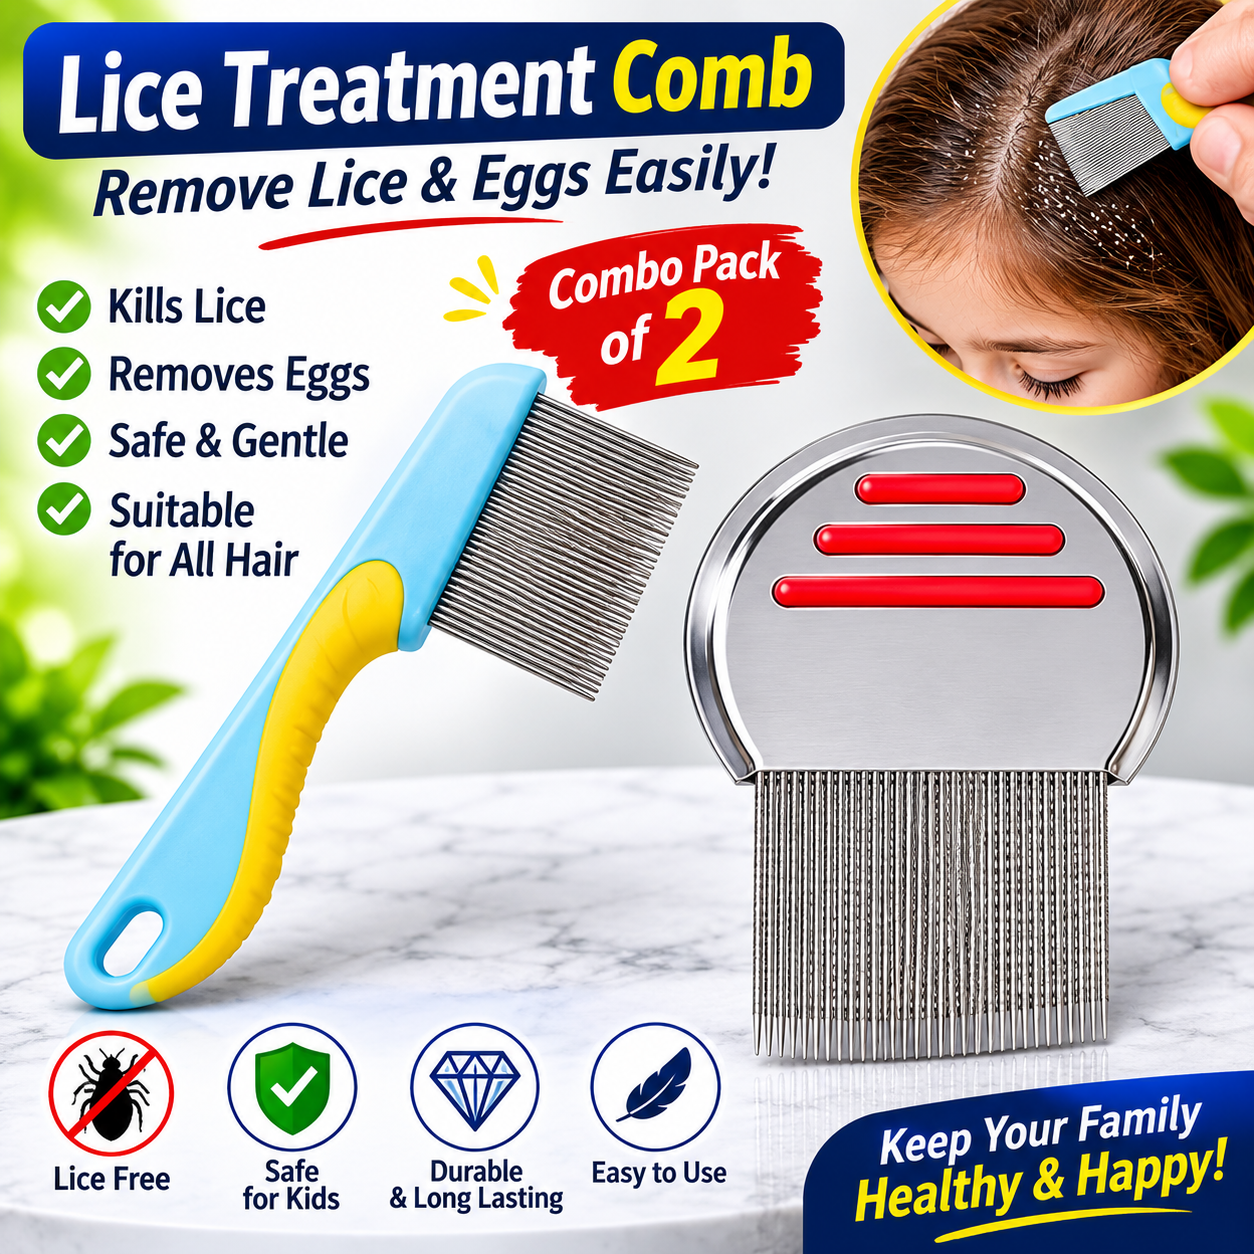 Lice Treatment Comb
Remove Lice & Eggs Easily!
Combo Pack
of 2
Kills Lice
Removes Eggs
Safe & Gentle
Suitable
for All Hair
Lice Free
Safe
for Kids
Durable
& Long Lasting
Easy to Use
Keep Your Family
Healthy & Happy!